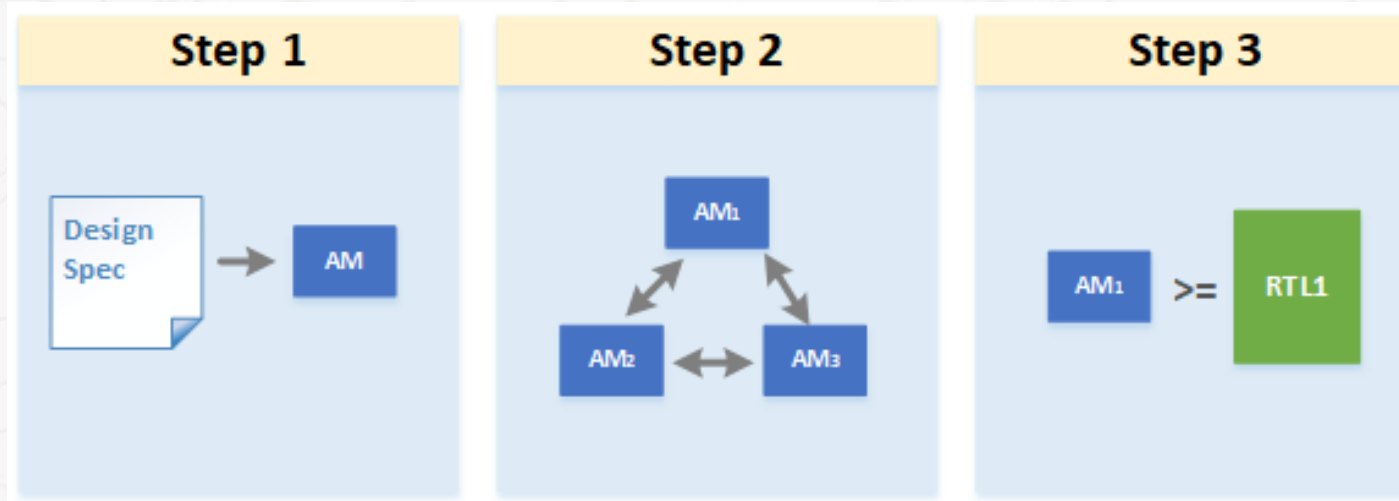 Step 1
Step 2
Step 3
Design
Spec
AM
AM₁
AM₂
AM₃
AM₁
>=
RTL1